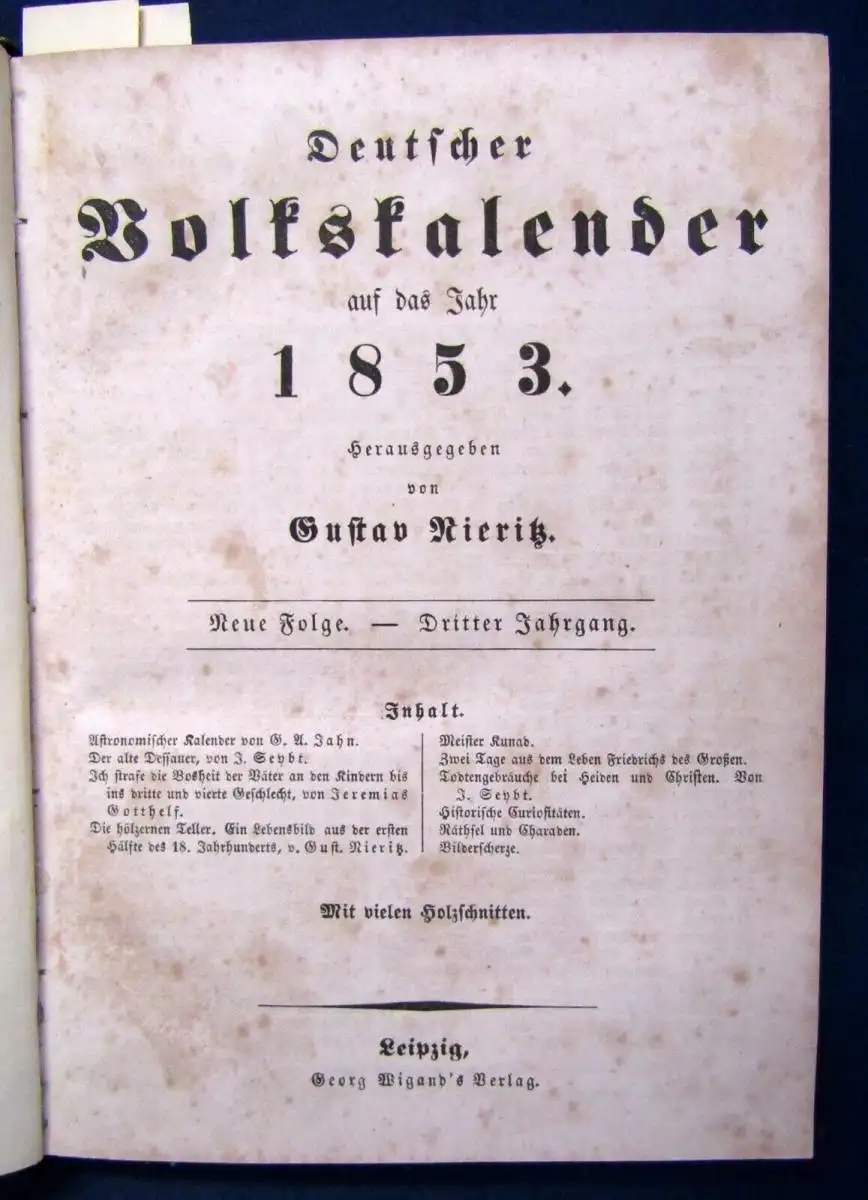 Deutſcher
Volkskalender
auf das Jahr
1853.
Herausgegeben
von
Guſtav Nieritz.
Neue Folge. — Dritter Jahrgang.
Inhalt.
Aſtronomiſcher Kalender von G. A. Jahn.
Der alte Deſſauer, von J. Seybt.
Ich ſtrafe die Bosheit der Väter an den Kindern bis
ins dritte und vierte Geſchlecht, von Jeremias
Gotthelf.
Die hölzernen Teller. Ein Lebensbild aus der erſten
Hälfte des 18. Jahrhunderts, v. Guſt. Nieritz.
Meiſter Kunad.
Zwei Tage aus dem Leben Friedrichs des Großen.
Todtengebräuche bei Heiden und Chriſten. Von
J. Seybt.
Hiſtoriſche Curioſitäten.
Räthſel und Charaden.
Bilderſcherze.
Mit vielen Holzſchnitten.
Leipzig,
Georg Wigand's Verlag.